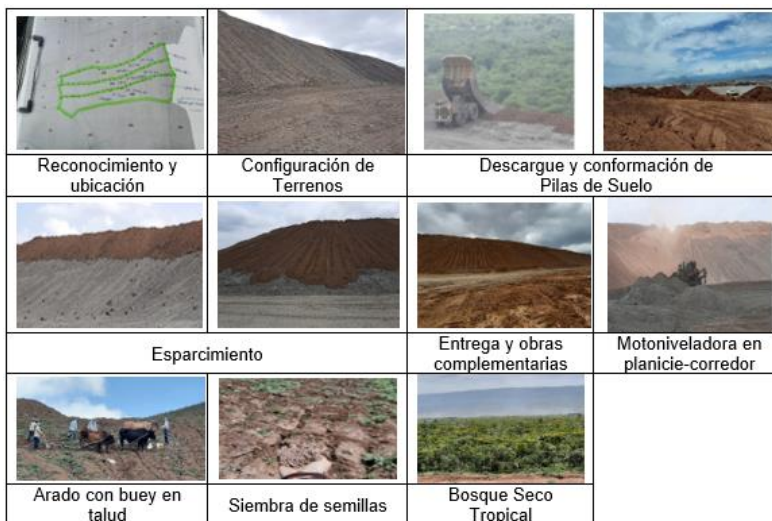 Reconocimiento y
ubicación
Configuración de
Terrenos
Descargue y conformación de
Pilas de Suelo
Esparcimiento
Entrega y obras
complementarias
Motoniveladora en
planicie-corredor
Arado con buey en
talud
Siembra de semillas
Bosque Seco
Tropical